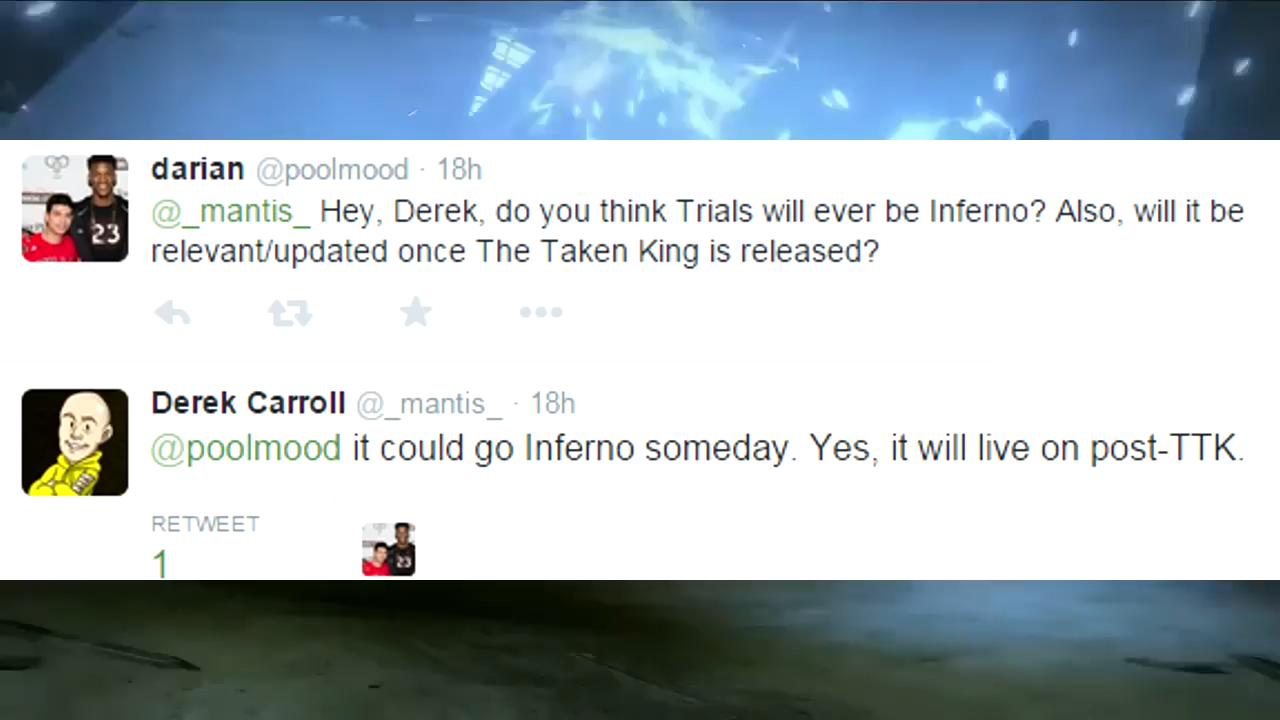 darian @poolmood · 18h
@_mantis_ Hey, Derek, do you think Trials will ever be Inferno? Also, will it be
relevant/updated once The Taken King is released?
23
Derek Carroll @_mantis_ · 18h
@poolmood it could go Inferno someday. Yes, it will live on post-TTK.
RETWEET
1
23